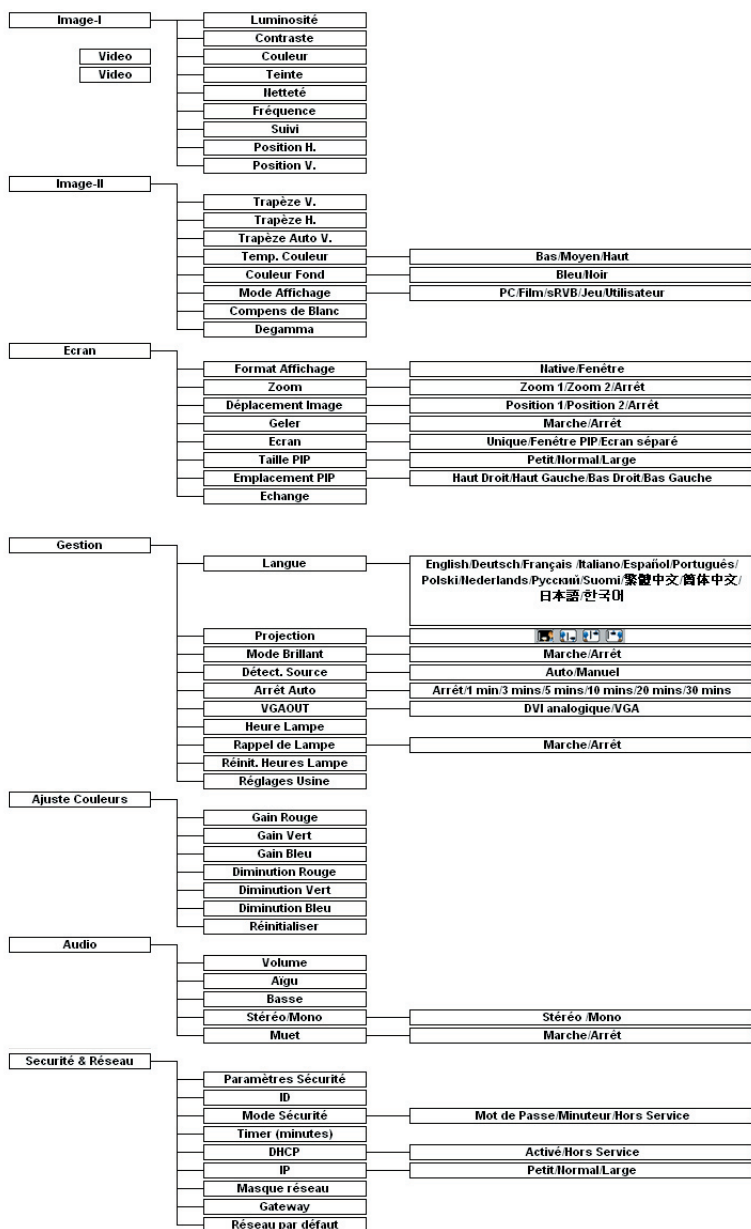 Image-I
Luminosité
Contraste
Video
Couleur
Video
Teinte
Netteté
Fréquence
Suivi
Position H.
Position V.
Image-II
Trapèze V.
Trapèze H.
Trapèze Auto V.
Temp. Couleur
Bas/Moyen/Haut
Couleur Fond
Bleu/Noir
Mode Affichage
PC/Film/sRVB/Jeu/Utilisateur
Compens de Blanc
Degamma
Ecran
Format Affichage
Native/Fenêtre
Zoom
Zoom 1/Zoom 2/Arrêt
Déplacement Image
Position 1/Position 2/Arrêt
Geler
Marche/Arrêt
Ecran
Unique/Fenêtre PIP/Ecran séparé
Taille PIP
Petit/Normal/Large
Emplacement PIP
Haut Droit/Haut Gauche/Bas Droit/Bas Gauche
Echange
Gestion
Langue
English/Deutsch/Français /Italiano/Español/Português/
Polski/Nederlands/Русский/Suomi/繁體中文/简体中文/
日本語/한국어
Projection
Mode Brillant
Marche/Arrêt
Détect. Source
Auto/Manuel
Arrêt Auto
Arrêt/1 min/3 mins/5 mins/10 mins/20 mins/30 mins
VGAOUT
DVI analogique/VGA
Heure Lampe
Rappel de Lampe
Marche/Arrêt
Réinit. Heures Lampe
Réglages Usine
Ajuste Couleurs
Gain Rouge
Gain Vert
Gain Bleu
Diminution Rouge
Diminution Vert
Diminution Bleu
Réinitialiser
Audio
Volume
Aïgu
Basse
Stéréo/Mono
Stéréo /Mono
Muet
Marche/Arrêt
Securité & Réseau
Paramètres Sécurité
ID
Mode Sécurité
Mot de Passe/Minuteur/Hors Service
Timer (minutes)
DHCP
Activé/Hors Service
IP
Petit/Normal/Large
Masque réseau
Gateway
Réseau par défaut